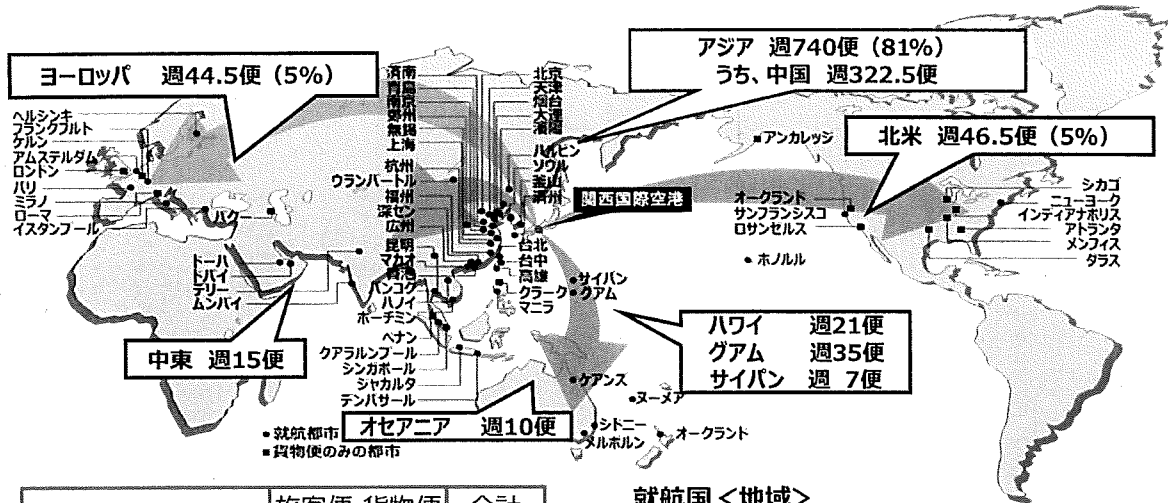 アジア 週740便（81%）
うち、中国 週322.5便
ヨーロッパ 週44.5便（5%）
北米 週46.5便（5%）
ヘルシンキ
フランクフルト
ケルン
アムステルダム
ロンドン
パリ
ミラノ
ローマ
イスタンブール
バクー
済南
青島
南京
鄭州
無錫
上海
杭州
ウランバートル
福州
深セン
広州
昆明
マカオ
香港
バンコク
ハノイ
ホーチミン
ペナン
クアラルンプール
シンガポール
ジャカルタ
デンパサール
北京
天津
烟台
大連
瀋陽
ハルビン
ソウル
釜山
済州
関西国際空港
台北
台中
高雄
クラーク
マニラ
サイパン
グアム
アンカレッジ
オークランド
サンフランシスコ
ロサンゼルス
ホノルル
シカゴ
ニューヨーク
インディアナポリス
アトランタ
メンフィス
ダラス
ドーハ
ドバイ
デリー
ムンバイ
中東 週15便
ハワイ 週21便
グアム 週35便
サイパン 週 7便
ケアンズ
ヌーメア
シドニー
メルボルン
オークランド
オセアニア 週10便
●就航都市
■貨物便のみの都市
旅客便 貨物便 合計
就航国＜地域＞